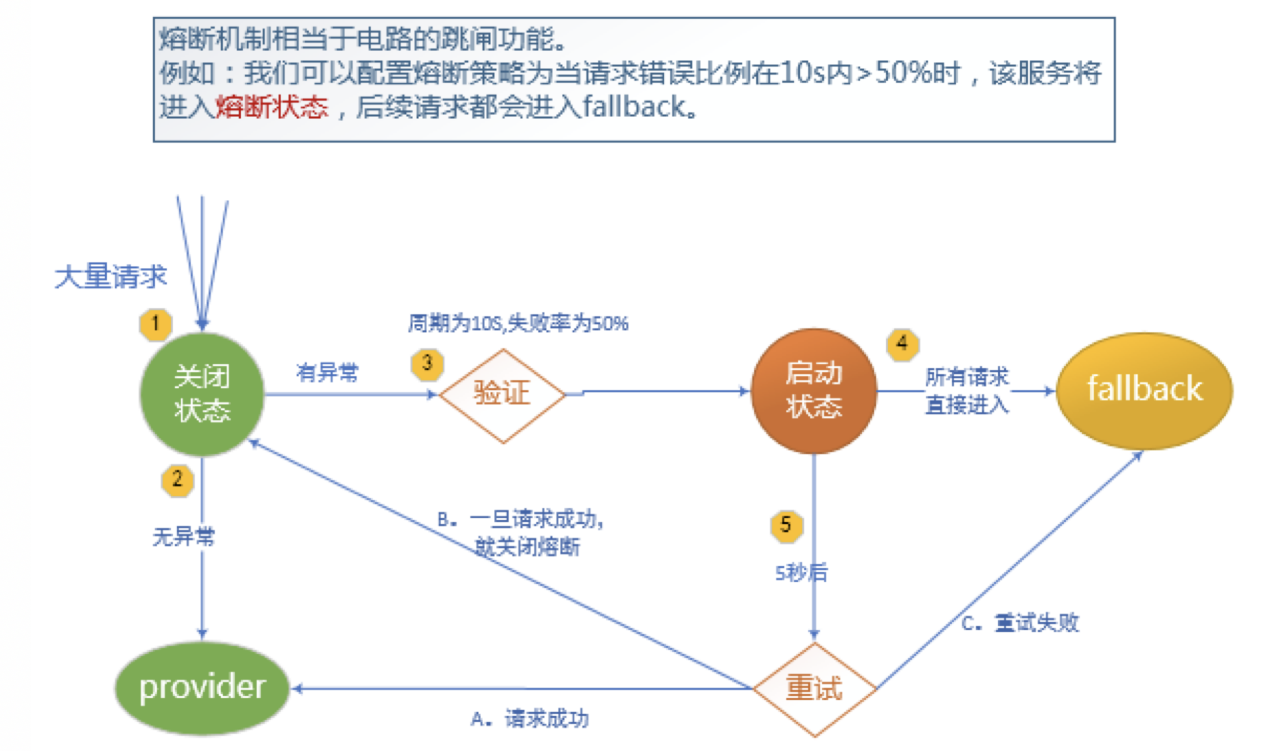 熔断机制相当于电路的跳闸功能。
例如：我们可以配置熔断策略为当请求错误比例在10s内>50%时，该服务将
进入熔断状态，后续请求都会进入fallback。
大量请求
1
关闭
状态
有异常
周期为10S,失败率为50%
3
验证
启动
状态
4
所有请求
直接进入
fallback
2
无异常
B. 一旦请求成功,
就关闭熔断
5
5秒后
C. 重试失败
provider
重试
A. 请求成功